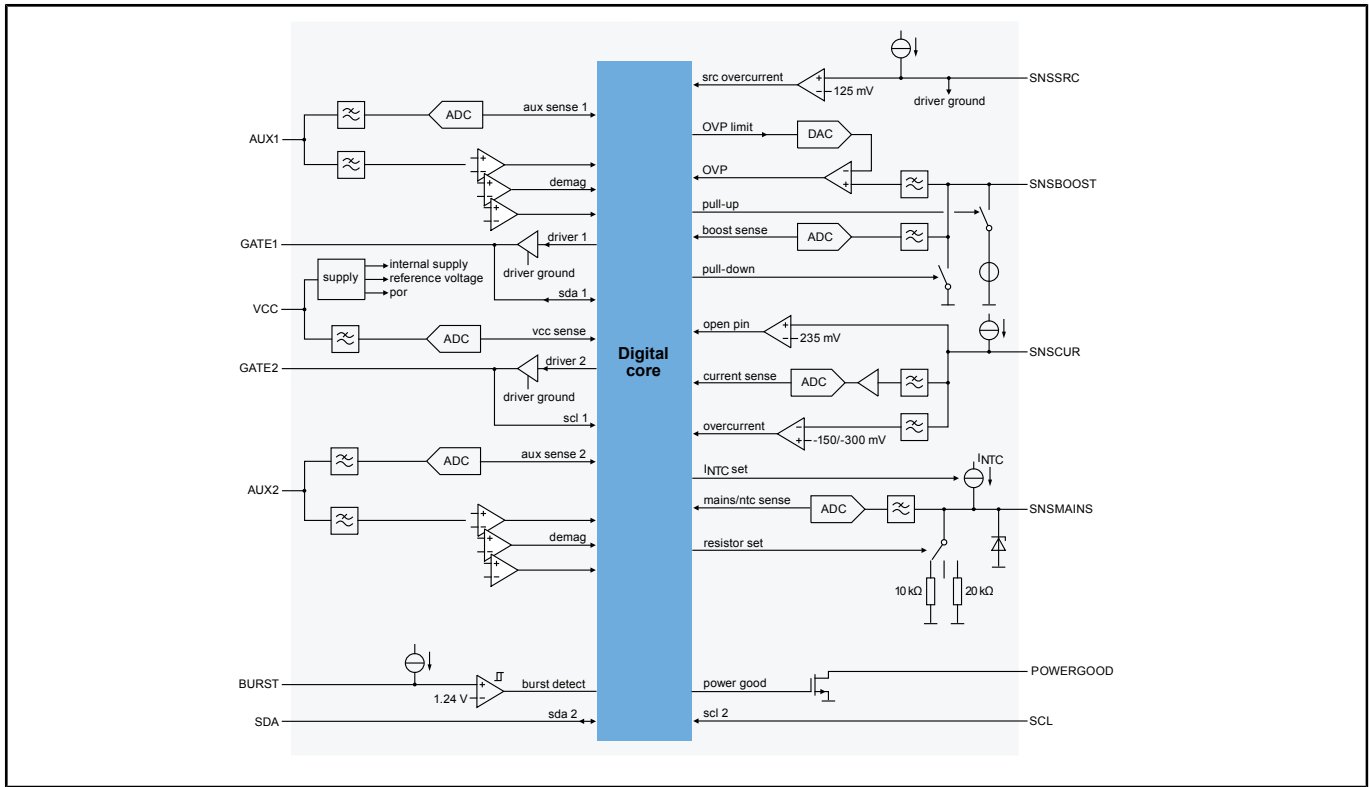 SNSSRC
src overcurrent
125 mV
driver ground
aux sense 1
ADC
AUX1
OVP limit
DAC
OVP
SNSBOOST
demag
pull-up
GATE1
driver 1
boost sense
ADC
driver ground
supply
internal supply
reference voltage
por
pull-down
sda 1
VCC
vcc sense
ADC
open pin
235 mV
SNSCUR
Digital
core
GATE2
driver 2
driver ground
current sense
ADC
scl 1
overcurrent
-150/-300 mV
aux sense 2
ADC
INTC set
INTC
AUX2
mains/ntc sense
ADC
SNSMAINS
demag
resistor set
10 kΩ
20 kΩ
POWERGOOD
BURST
1.24 V
burst detect
power good
SDA
sda 2
scl 2
SCL